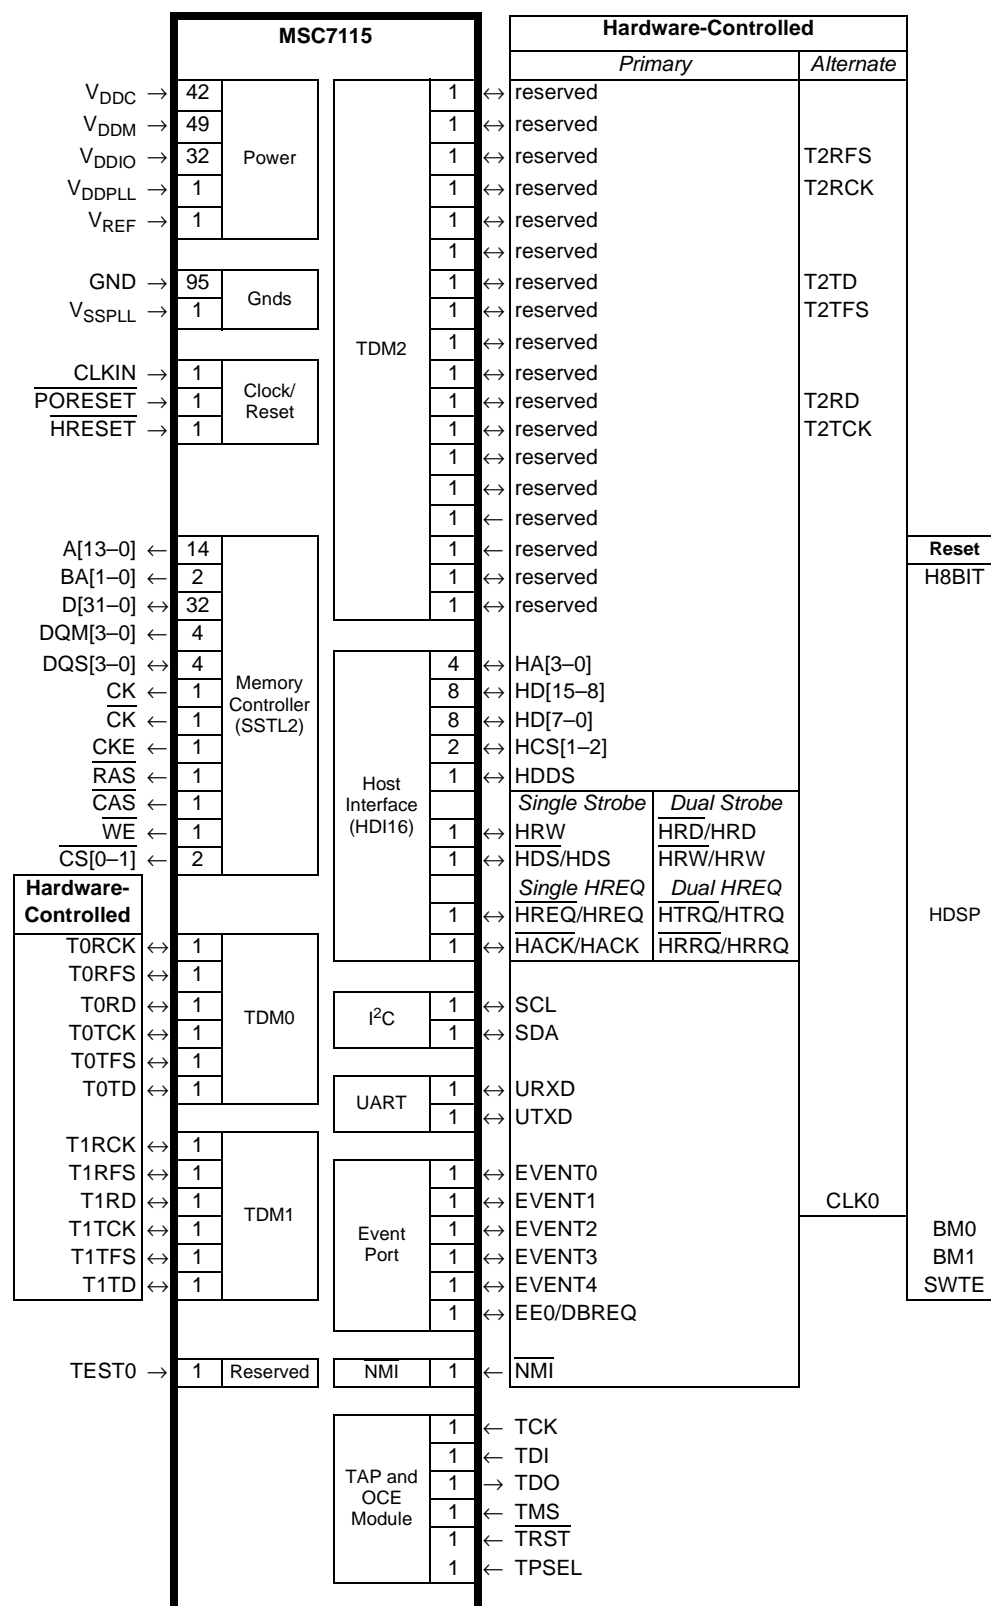 MSC7115 Hardware-Controlled
Primary Alternate
VDDC → 42 1 ↔ reserved
VDDM → 49 1 ↔ reserved
VDDIO → 32 Power 1 ↔ reserved T2RFS
VDDPLL → 1 1 ↔ reserved T2RCK
VREF → 1 1 ↔ reserved
1 ↔ reserved
GND → 95 1 ↔ reserved T2TD
Gnds
VSSPLL → 1 1 ↔ reserved T2TFS
TDM2 1 ↔ reserved
CLKIN → 1 1 ↔ reserved
Clock/
PORESET → 1 1 ↔ reserved T2RD
Reset
HRESET → 1 1 ↔ reserved T2TCK
1 ↔ reserved
1 ↔ reserved
1 ← reserved
A[13–0] ← 14 1 ← reserved Reset
BA[1–0] ← 2 1 ↔ reserved H8BIT
D[31–0] ↔ 32 1 ↔ reserved
DQM[3–0] ← 4
DQS[3–0] ↔ 4 4 ↔ HA[3–0]
CK ← 1 Memory 8 ↔ HD[15–8]
Controller
CK ← 1 (SSTL2) 8 ↔ HD[7–0]
CKE ← 1 2 ↔ HCS[1–2]
RAS ← 1 Host 1 ↔ HDDS
CAS ← 1 Interface Single Strobe Dual Strobe
WE ← 1 (HDI16) 1 ↔ HRW HRD/HRD
CS[0–1] ← 2 1 ↔ HDS/HDS HRW/HRW
Hardware- Single HREQ Dual HREQ
Controlled 1 ↔ HREQ/HREQ HTRQ/HTRQ HDSP
T0RCK ↔ 1 1 ↔ HACK/HACK HRRQ/HRRQ
T0RFS ↔ 1
T0RD ↔ 1 TDM0 I2C 1 ↔ SCL
T0TCK ↔ 1 1 ↔ SDA
T0TFS ↔ 1
T0TD ↔ 1 UART 1 ↔ URXD
1 ↔ UTXD
T1RCK ↔ 1
T1RFS ↔ 1 1 ↔ EVENT0
T1RD ↔ 1 TDM1 1 ↔ EVENT1 CLK0
T1TCK ↔ 1 Event 1 ↔ EVENT2 BM0
T1TFS ↔ 1 Port 1 ↔ EVENT3 BM1
T1TD ↔ 1 1 ↔ EVENT4 SWTE
1 ↔ EE0/DBREQ
TEST0 → 1 Reserved NMI 1 ← NMI
1 ← TCK
1 ← TDI
TAP and 1 → TDO
OCE
Module 1 ← TMS
1 ← TRST
1 ← TPSEL